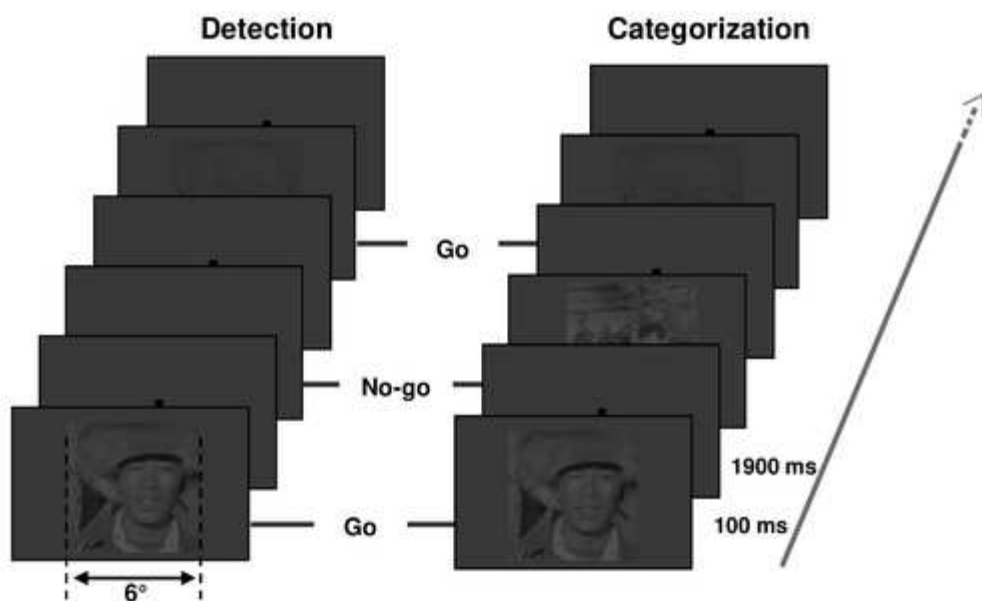 Detection
Categorization
Go
No-go
1900 ms
100 ms
Go
6°